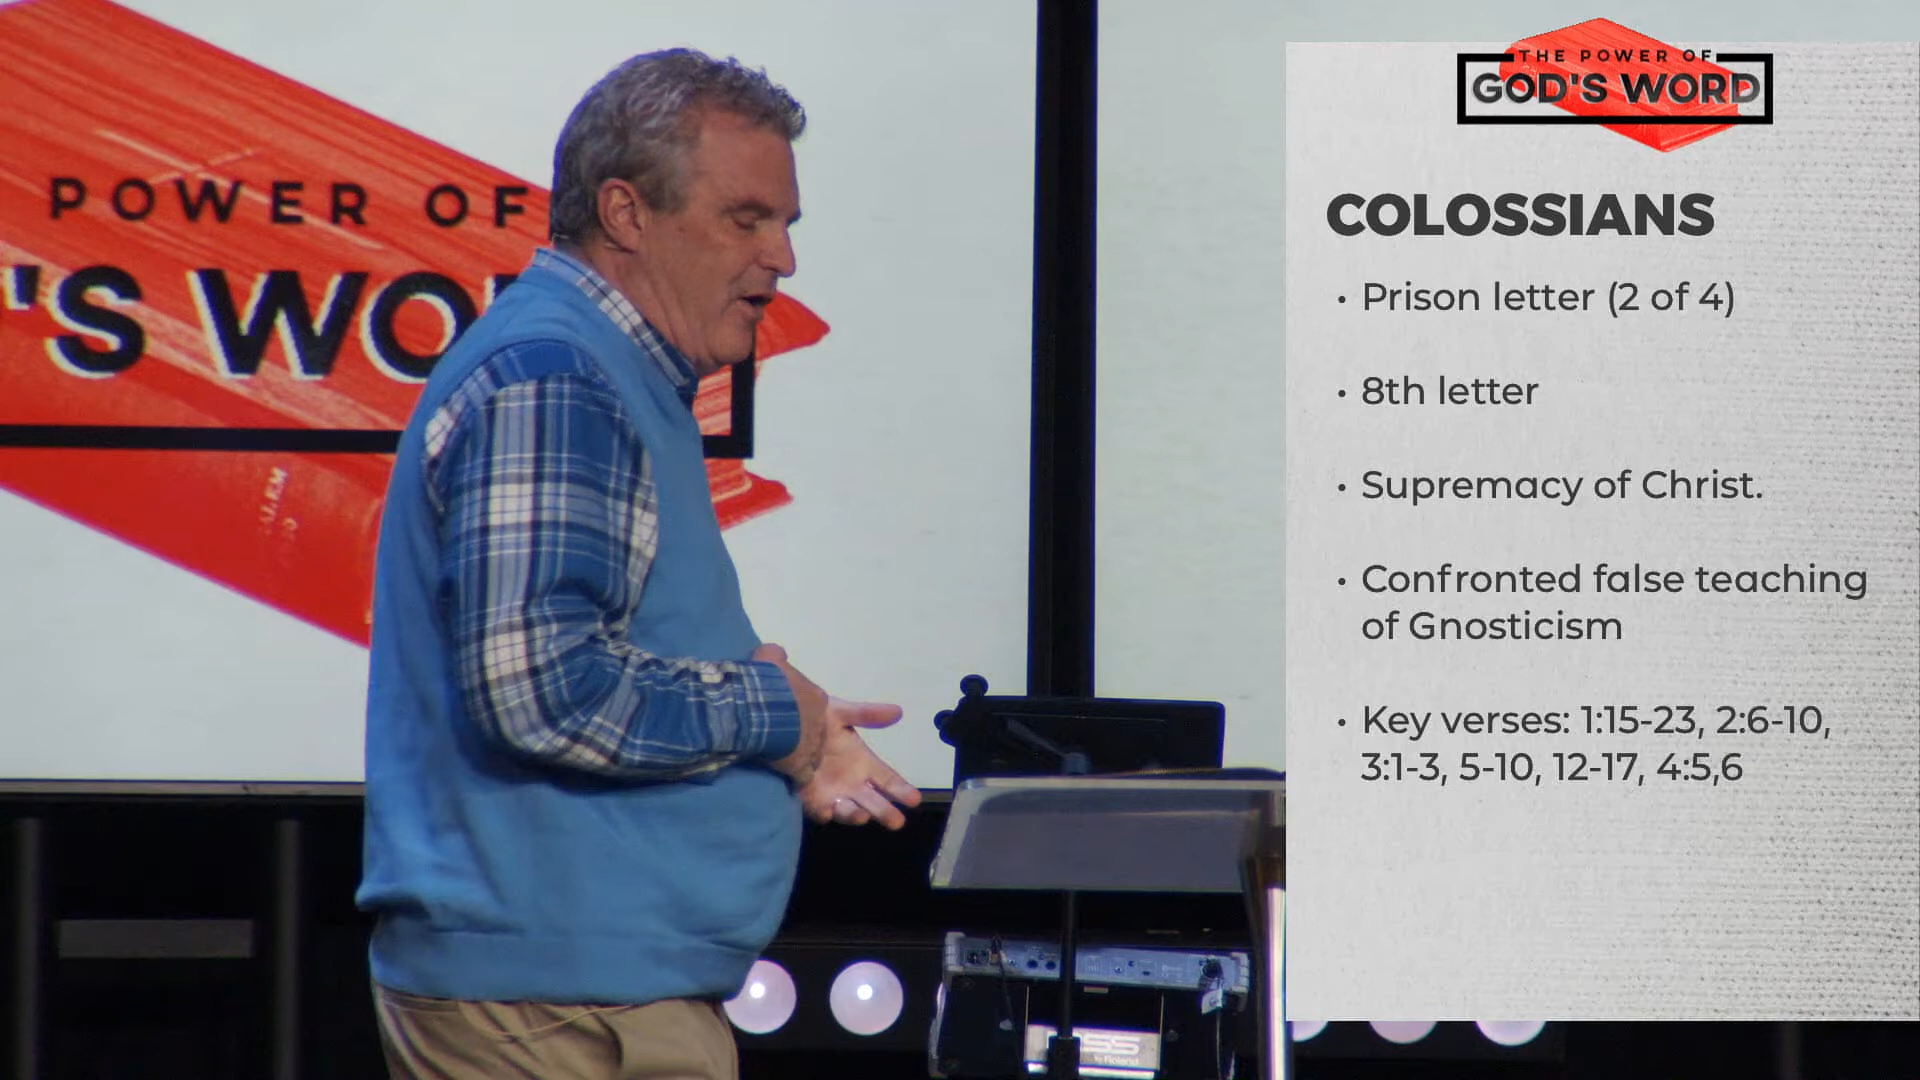 POWER OF
'S WO
THE POWER OF
GOD'S WORD
COLOSSIANS
• Prison letter (2 of 4)
• 8th letter
• Supremacy of Christ.
• Confronted false teaching
of Gnosticism
• Key verses: 1:15-23, 2:6-10,
3:1-3, 5-10, 12-17, 4:5,6
by Roland